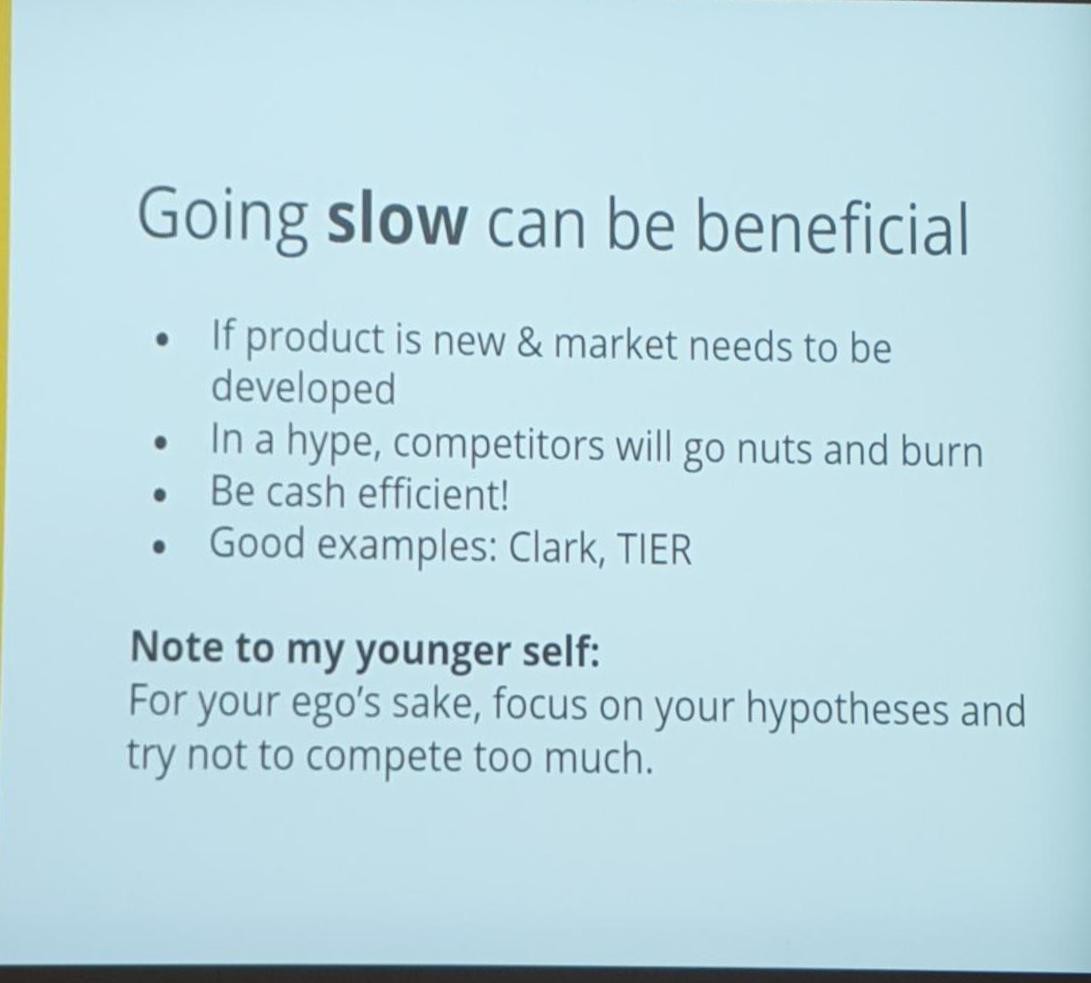 Going slow can be beneficial
• If product is new & market needs to be
developed
• In a hype, competitors will go nuts and burn
• Be cash efficient!
• Good examples: Clark, TIER
Note to my younger self:
For your ego's sake, focus on your hypotheses and
try not to compete too much.